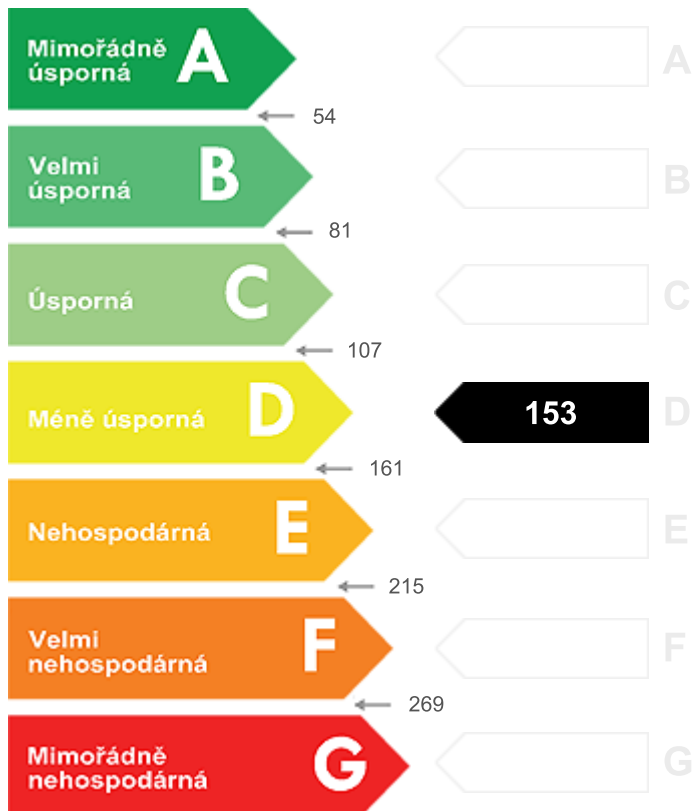 Mimořádně
úsporná
A
A
54
Velmi
úsporná
B
B
81
Úsporná
C
C
107
Méně úsporná
D
153
D
161
Nehospodárná
E
E
215
Velmi
nehospodárná
F
F
269
Mimořádně
nehospodárná
G
G